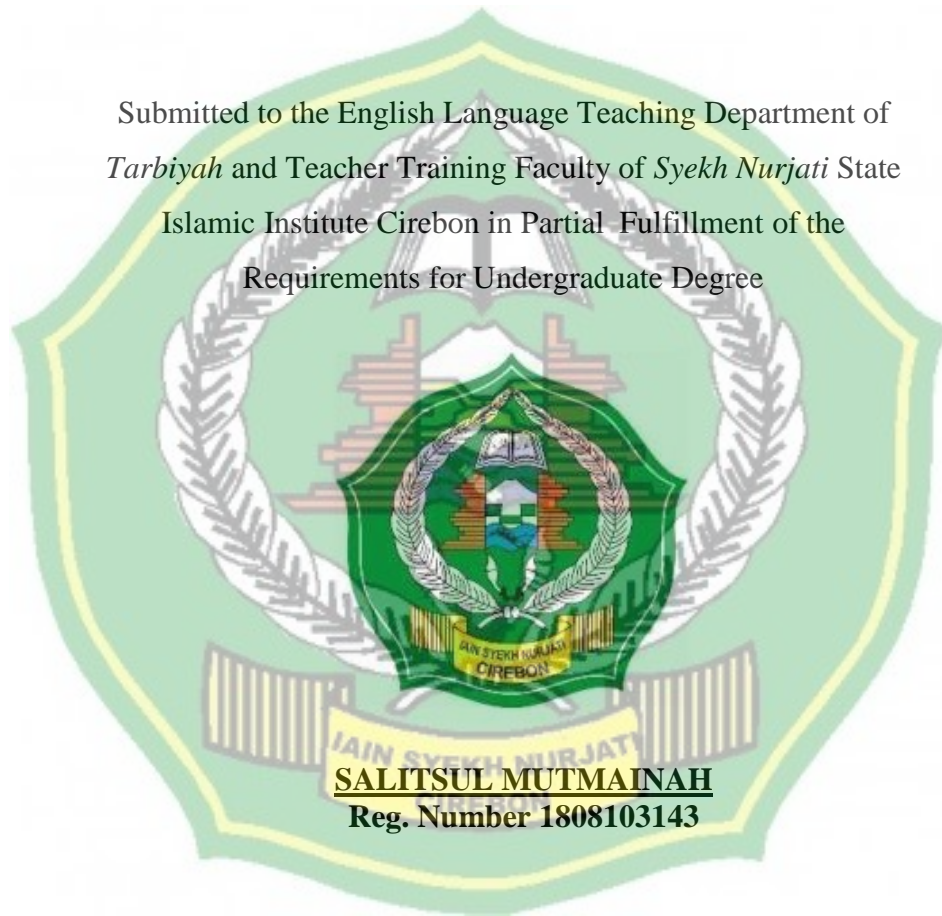 Submitted to the English Language Teaching Department of
Tarbiyah and Teacher Training Faculty of Syekh Nurjati State
Islamic Institute Cirebon in Partial Fulfillment of the
Requirements for Undergraduate Degree
IAIN SYEKH NURJATI
CIREBON
IAIN SYEKH NURJATI
CIREBON
SALITSUL MUTMAINAH
Reg. Number 1808103143